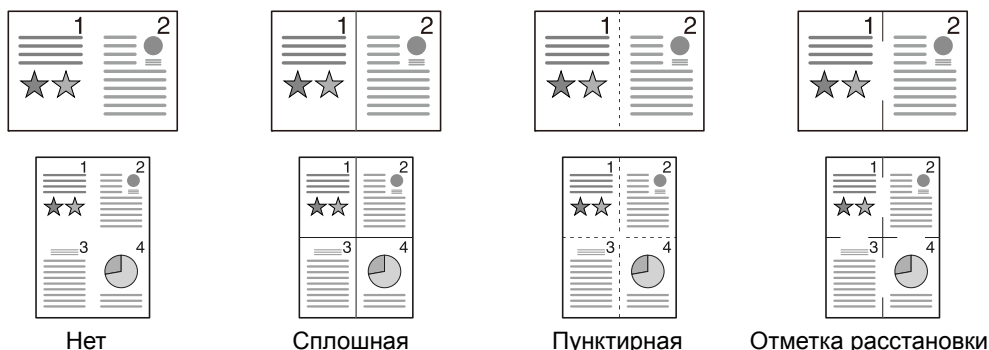 1 2 1 2 1 2 1 2
1 2 1 2 1 2 1 2
3 4 3 4 3 4 3 4
Нет Сплошная Пунктирная Отметка расстановки